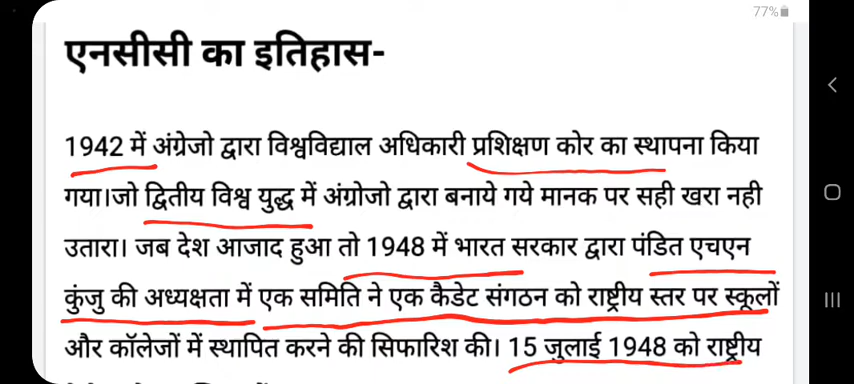 77%
एनसीसी का इतिहास-
1942 में अंग्रेजो द्वारा विश्वविद्याल अधिकारी प्रशिक्षण कोर का स्थापना किया
गया।जो द्वितीय विश्व युद्ध में अंग्रोजो द्वारा बनाये गये मानक पर सही खरा नही
उतारा। जब देश आजाद हुआ तो 1948 में भारत सरकार द्वारा पंडित एचएन
कुंजु की अध्यक्षता में एक समिति ने एक कैडेट संगठन को राष्ट्रीय स्तर पर स्कूलों
और कॉलेजों में स्थापित करने की सिफारिश की। 15 जुलाई 1948 को राष्ट्रीय